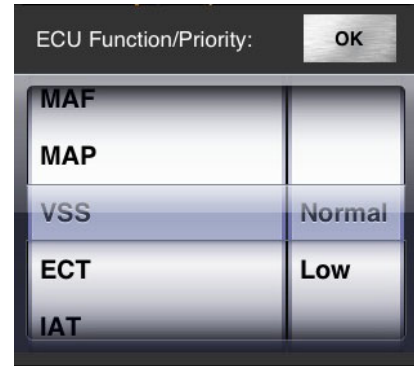 ECU Function/Priority: OK
MAF
MAP
VSS Normal
ECT Low
IAT